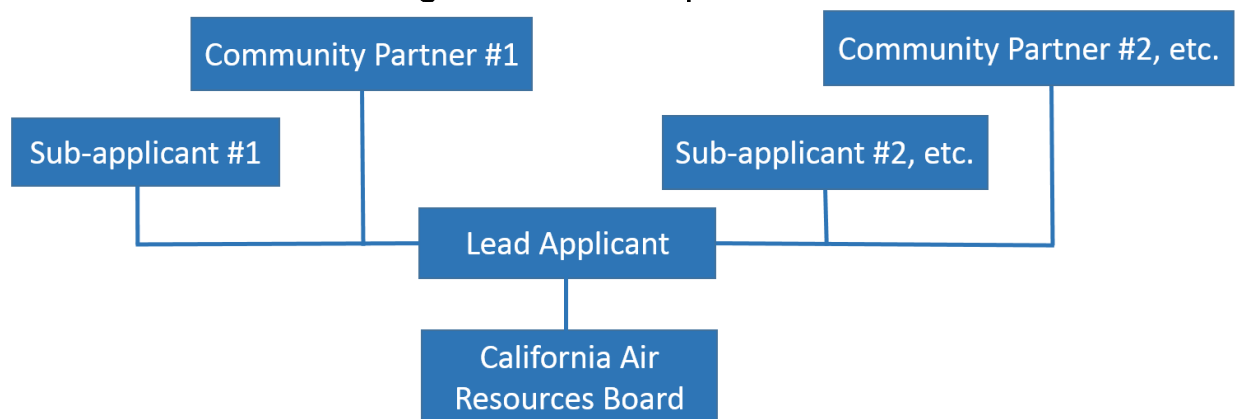 Community Partner #1
Community Partner #2, etc.
Sub-applicant #1
Sub-applicant #2, etc.
Lead Applicant
California Air
Resources Board